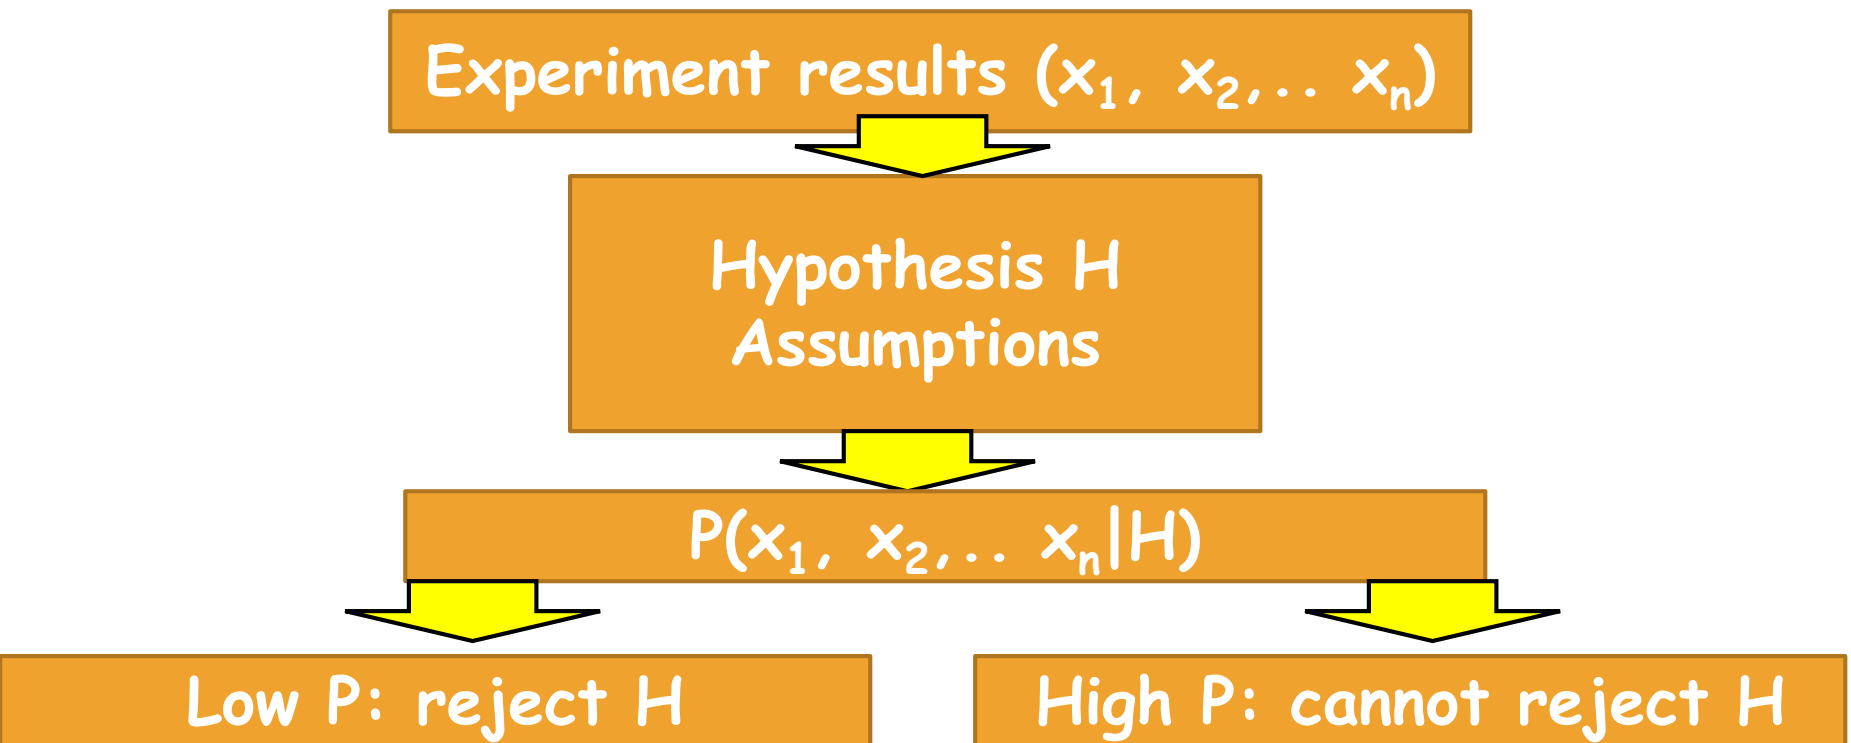 Experiment results (x₁, x₂,.. xₙ)
Hypothesis H
Assumptions
P(x₁, x₂,.. xₙ|H)
Low P: reject H
High P: cannot reject H